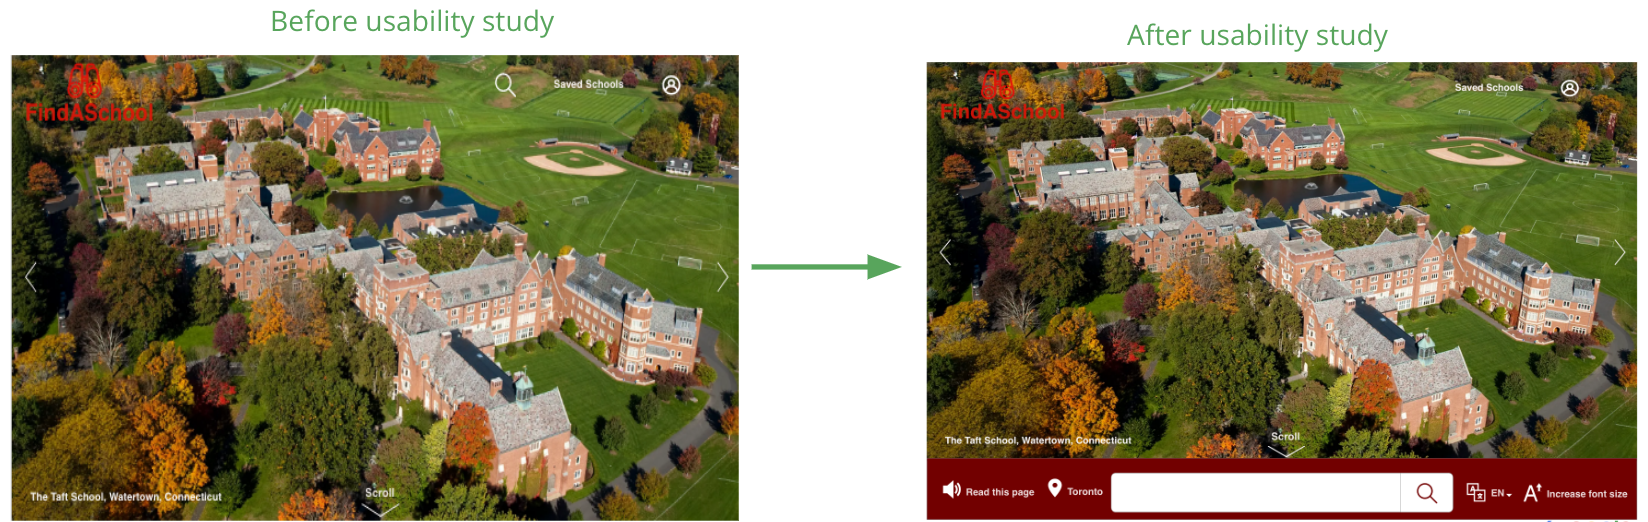 Before usability study
After usability study
FindASchool
Saved Schools
The Taft School, Watertown, Connecticut
Scroll
FindASchool
Saved Schools
The Taft School, Watertown, Connecticut
Scroll
Read this page
Toronto
EN
Increase font size